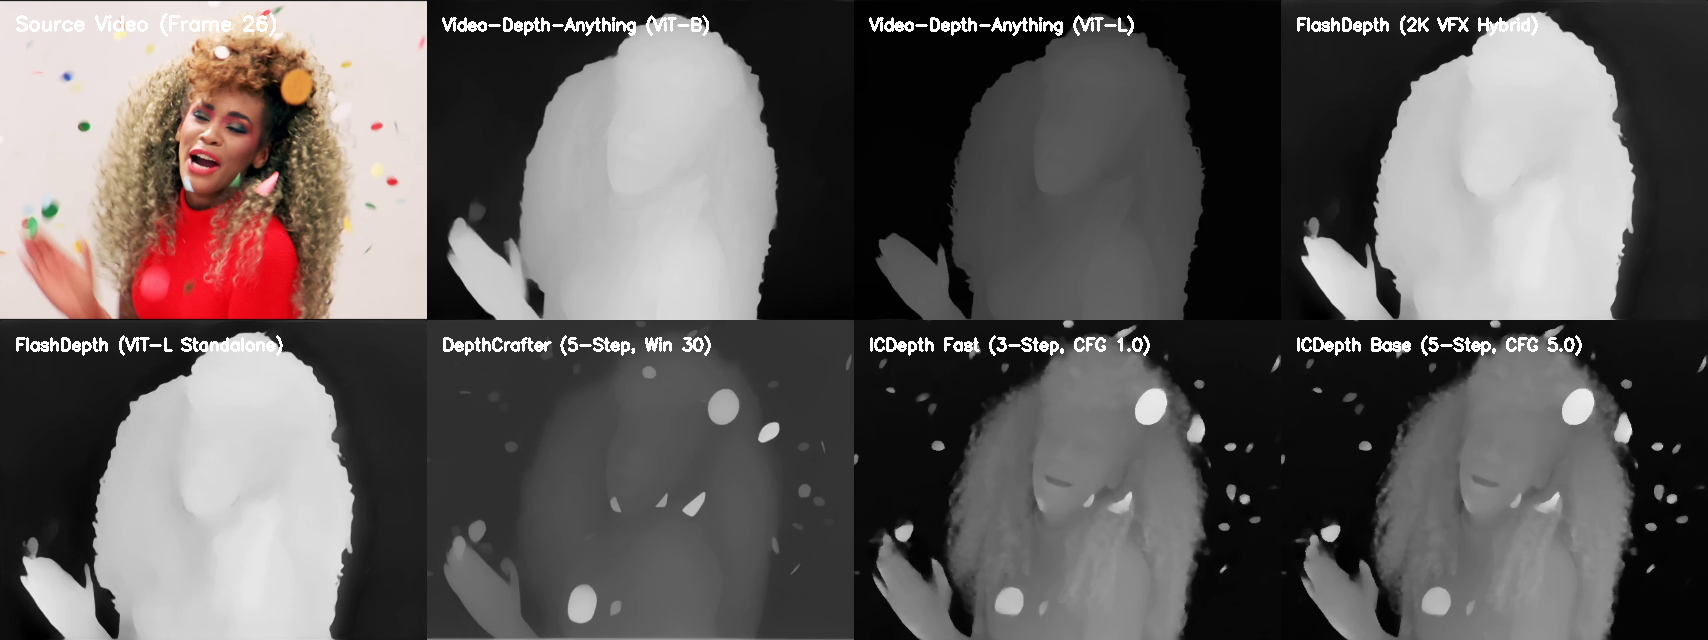 Source Video (Frame 26)
Video-Depth-Anything (ViT-B)
Video-Depth-Anything (ViT-L)
FlashDepth (2K VFX Hybrid)
FlashDepth (ViT-L Standalone)
DepthCrafter (5-Step, Win 30)
ICDepth Fast (3-Step, CFG 1.0)
ICDepth Base (5-Step, CFG 5.0)